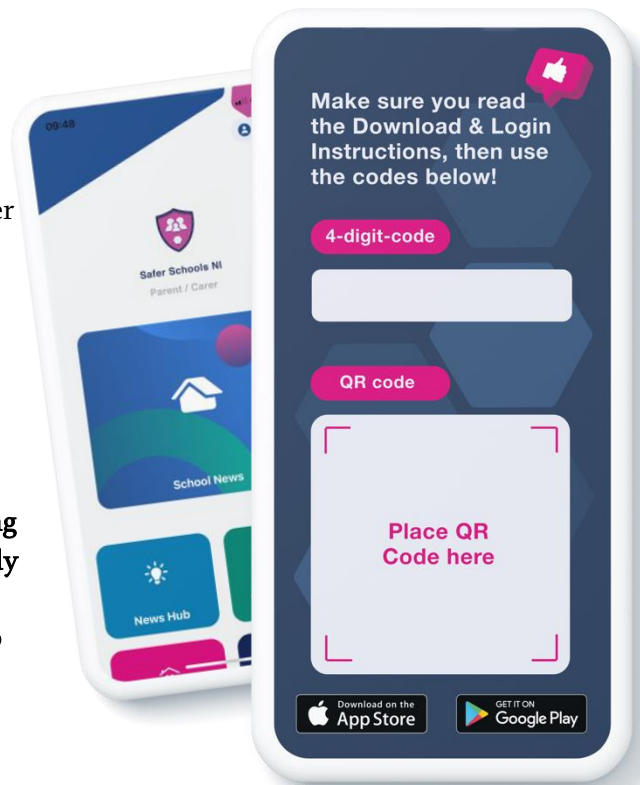 09:48
Safer Schools NI
Parent / Carer
School News
News Hub
Make sure you read
the Download & Login
Instructions, then use
the codes below!
4-digit-code
QR code
Place QR
Code here
Download on the
App Store
GET IT ON
Google Play